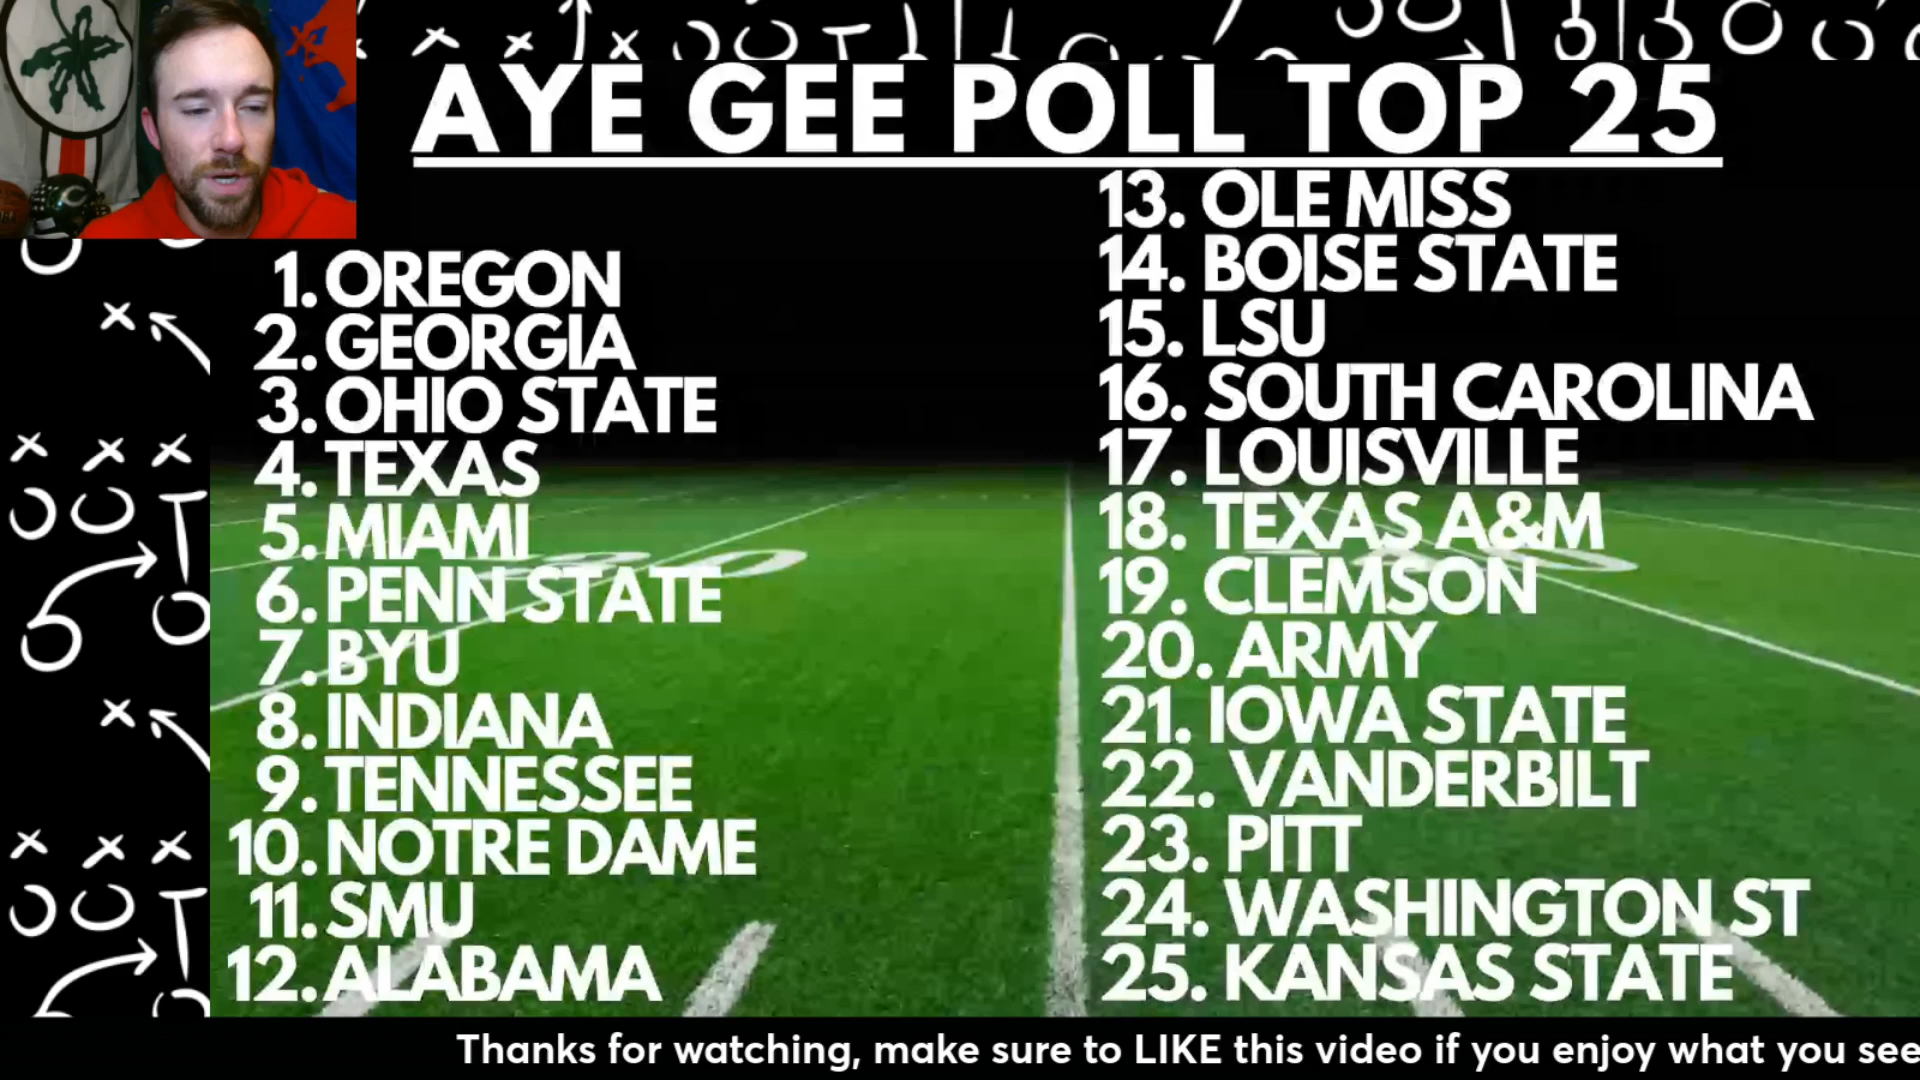 AYE GEE POLL TOP 25
1. OREGON
2. GEORGIA
3. OHIO STATE
4. TEXAS
5. MIAMI
6. PENN STATE
7. BYU
8. INDIANA
9. TENNESSEE
10. NOTRE DAME
11. SMU
12. ALABAMA
13. OLE MISS
14. BOISE STATE
15. LSU
16. SOUTH CAROLINA
17. LOUISVILLE
18. TEXAS A&M
19. CLEMSON
20. ARMY
21. IOWA STATE
22. VANDERBILT
23. PITT
24. WASHINGTON ST
25. KANSAS STATE
Thanks for watching, make sure to LIKE this video if you enjoy what you see